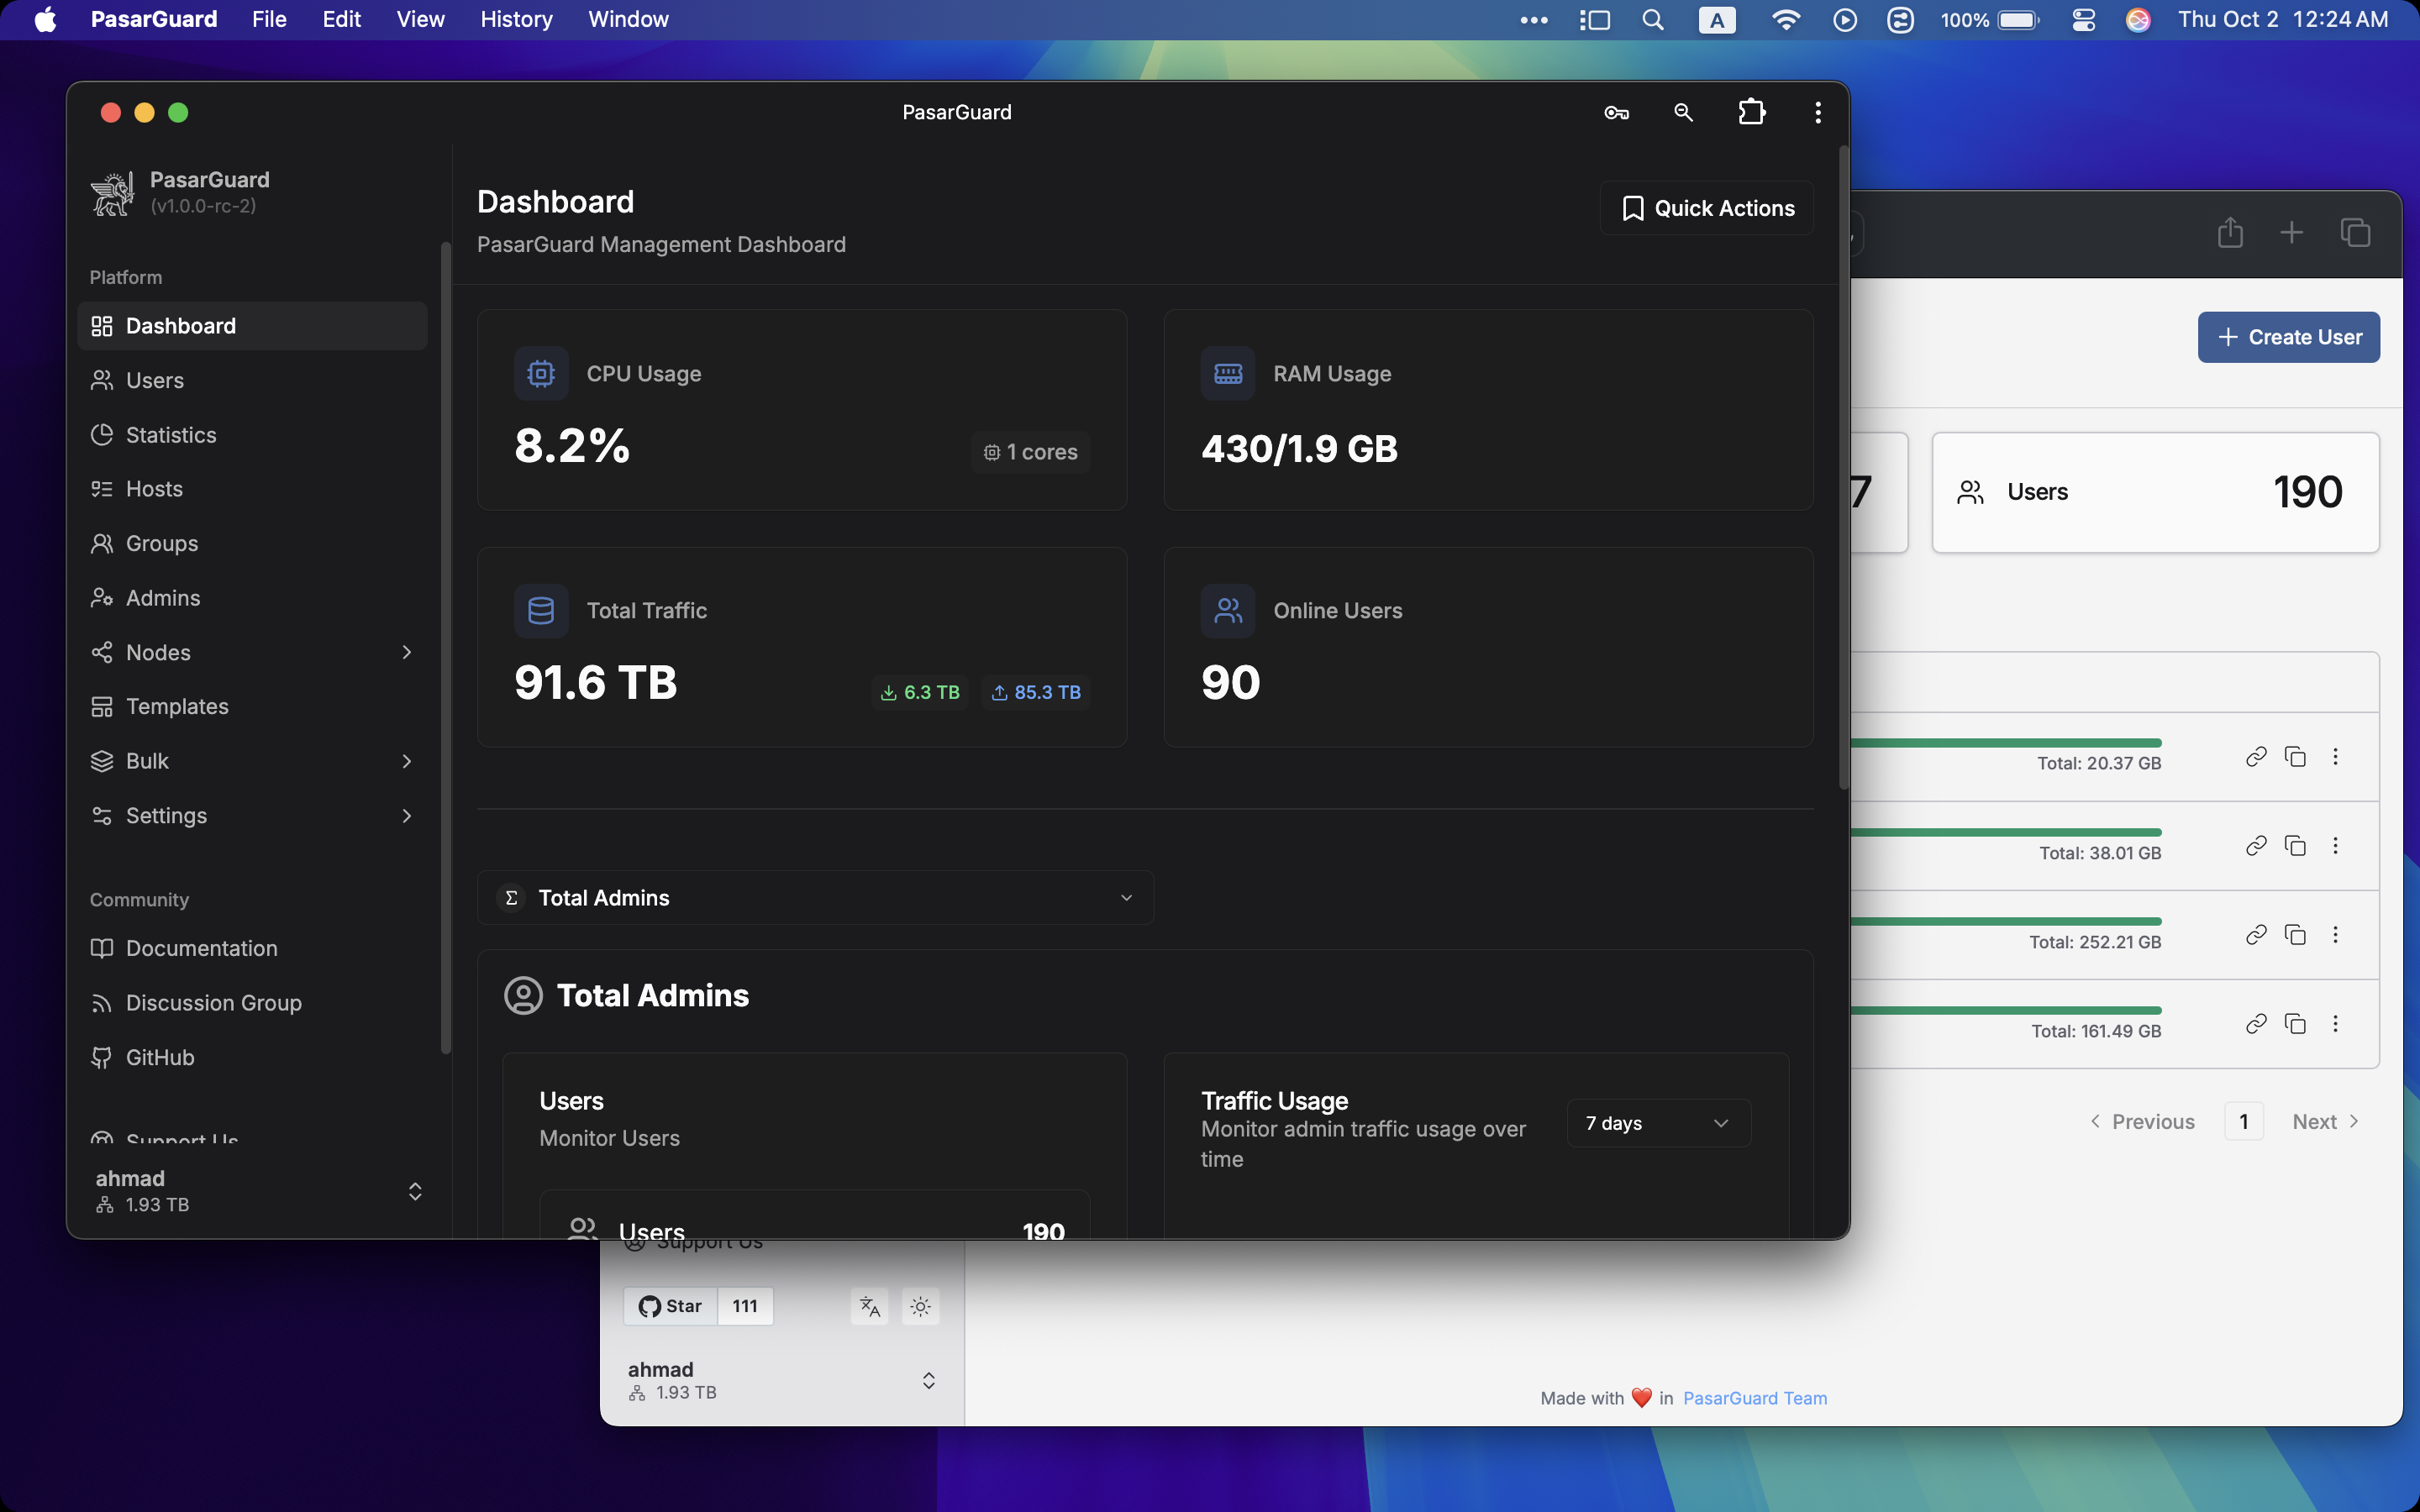 PasarGuard File Edit View History Window
A 100% Thu Oct 2 12:24 AM
PasarGuard
PasarGuard
(v1.0.0-rc-2)
Platform
Dashboard
Users
Statistics
Hosts
Groups
Admins
Nodes
Templates
Bulk
Settings
Community
Documentation
Discussion Group
GitHub
Support Us
ahmad
1.93 TB
Dashboard
PasarGuard Management Dashboard
Quick Actions
CPU Usage
8.2%
1 cores
RAM Usage
430/1.9 GB
Total Traffic
91.6 TB
6.3 TB
85.3 TB
Online Users
90
Σ Total Admins
Total Admins
Users
Monitor Users
Users 190
Traffic Usage
Monitor admin traffic usage over
time
7 days
Create User
7
Users 190
Total: 20.37 GB
Total: 38.01 GB
Total: 252.21 GB
Total: 161.49 GB
Previous 1 Next
Support Us
Star 111
ahmad
1.93 TB
Made with ❤️ in PasarGuard Team